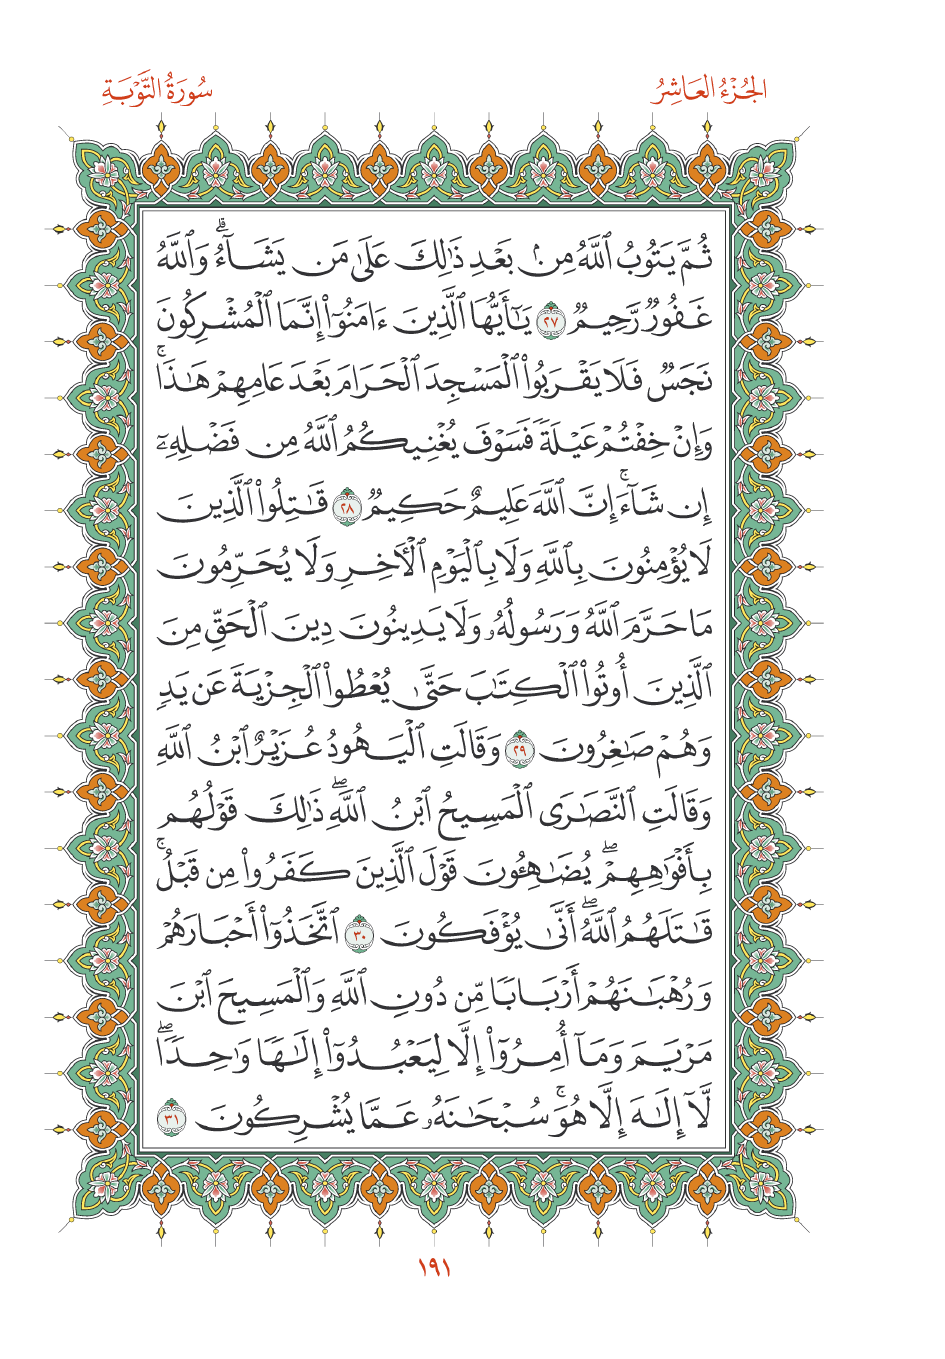 الجُزْءُ العَاشِرُ
سُورَةُ التَّوْبَةِ
ثُمَّ يَتُوبُ ٱللَّهُ مِنۢ بَعْدِ ذَٰلِكَ عَلَىٰ مَن يَشَآءُۗ وَٱللَّهُ
غَفُورٌ رَّحِيمٌ ٢٧ يَٰٓأَيُّهَا ٱلَّذِينَ ءَامَنُوٓا۟ إِنَّمَا ٱلْمُشْرِكُونَ
نَجَسٌ فَلَا يَقْرَبُوا۟ ٱلْمَسْجِدَ ٱلْحَرَامَ بَعْدَ عَامِهِمْ هَٰذَاۚ
وَإِنْ خِفْتُمْ عَيْلَةً فَسَوْفَ يُغْنِيكُمُ ٱللَّهُ مِن فَضْلِهِۦٓ
إِن شَآءَۚ إِنَّ ٱللَّهَ عَلِيمٌ حَكِيمٌ ٢٨ قَٰتِلُوا۟ ٱلَّذِينَ
لَا يُؤْمِنُونَ بِٱللَّهِ وَلَا بِٱلْيَوْمِ ٱلْأَخِرِ وَلَا يُحَرِّمُونَ
مَا حَرَّمَ ٱللَّهُ وَرَسُولُهُۥ وَلَا يَدِينُونَ دِينَ ٱلْحَقِّ مِنَ
ٱلَّذِينَ أُوتُوا۟ ٱلْكِتَٰبَ حَتَّىٰ يُعْطُوا۟ ٱلْجِزْيَةَ عَن يَدٍ
وَهُمْ صَٰغِرُونَ ٢٩ وَقَالَتِ ٱلْيَهُودُ عُزَيْرٌ ٱبْنُ ٱللَّهِ
وَقَالَتِ ٱلنَّصَٰرَى ٱلْمَسِيحُ ٱبْنُ ٱللَّهِۖ ذَٰلِكَ قَوْلُهُم
بِأَفْوَٰهِهِمْۖ يُضَٰهِـُٔونَ قَوْلَ ٱلَّذِينَ كَفَرُوا۟ مِن قَبْلُۚ
قَٰتَلَهُمُ ٱللَّهُۖ أَنَّىٰ يُؤْفَكُونَ ٣٠ ٱتَّخَذُوٓا۟ أَحْبَارَهُمْ
وَرُهْبَٰنَهُمْ أَرْبَابًا مِّن دُونِ ٱللَّهِ وَٱلْمَسِيحَ ٱبْنَ
مَرْيَمَ وَمَآ أُمِرُوٓا۟ إِلَّا لِيَعْبُدُوٓا۟ إِلَٰهًا وَٰحِدًاۖ
لَّآ إِلَٰهَ إِلَّا هُوَۚ سُبْحَٰنَهُۥ عَمَّا يُشْرِكُونَ ٣١
١٩١